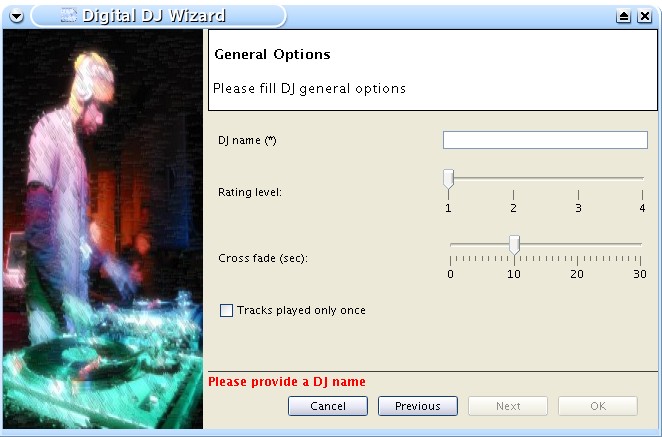 Digital DJ Wizard
General Options
Please fill DJ general options
DJ name (*)
Rating level:
1 2 3 4
Cross fade (sec):
0 10 20 30
Tracks played only once
Please provide a DJ name
Cancel Previous Next OK